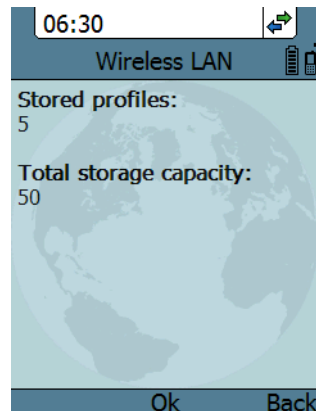 06:30
Wireless LAN
Stored profiles:
5
Total storage capacity:
50
Ok
Back